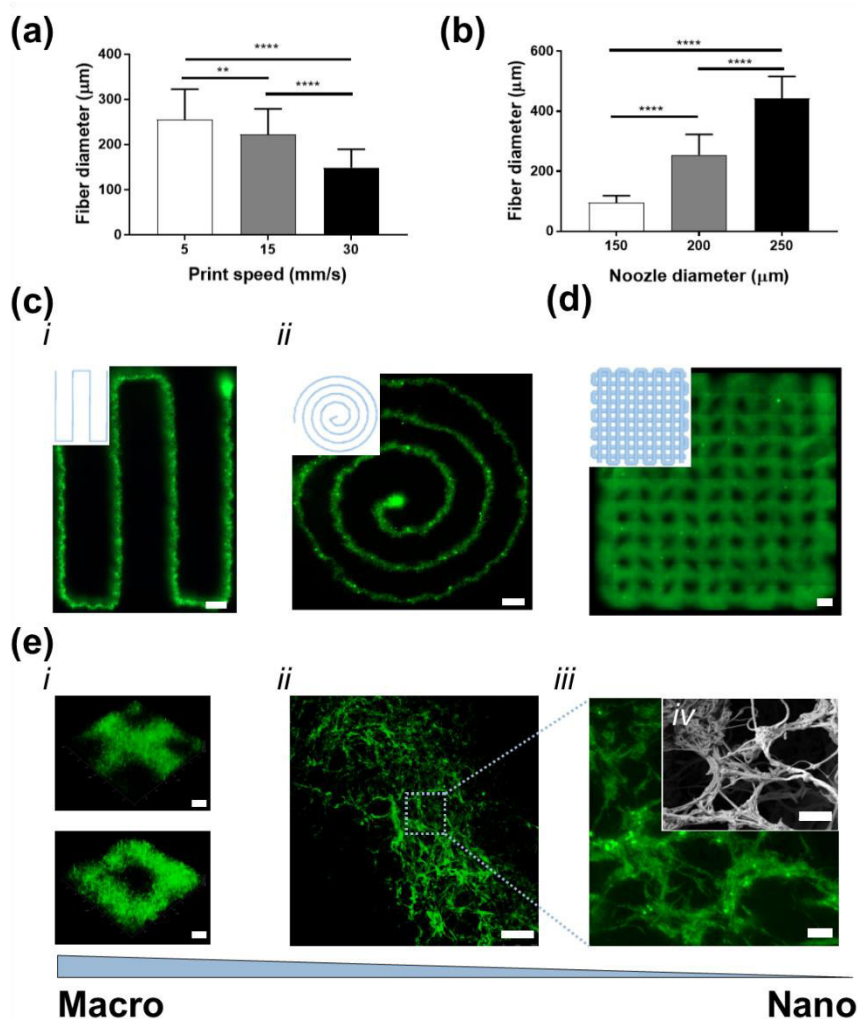 (a)
400
300
200
100
0
Fiber diameter (μm)
****
**
****
5
15
30
Print speed (mm/s)
(b)
600
400
200
0
Fiber diameter (μm)
****
****
****
150
200
250
Noozle diameter (μm)
(c)
i
ii
(d)
(e)
i
ii
iii
iv
Macro
Nano